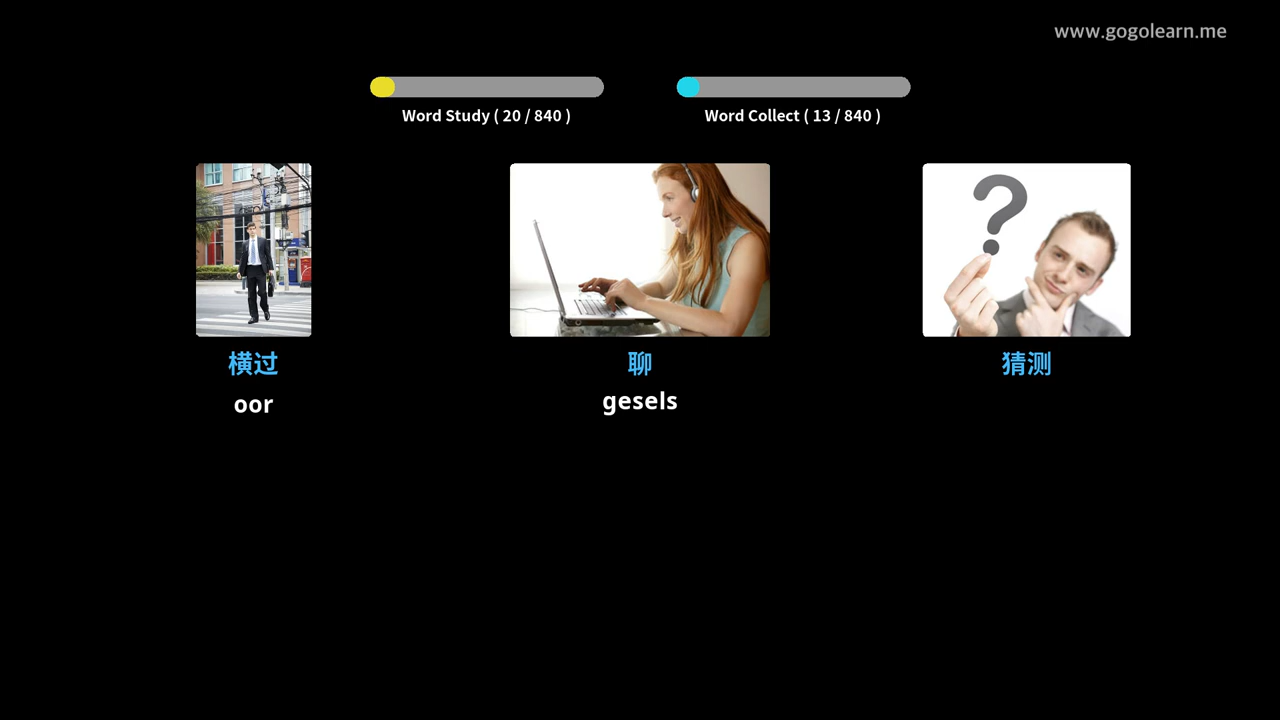 www.gogolearn.me
Word Study ( 20 / 840 )
Word Collect ( 13 / 840 )
横过
聊
猜测
oor
gesels